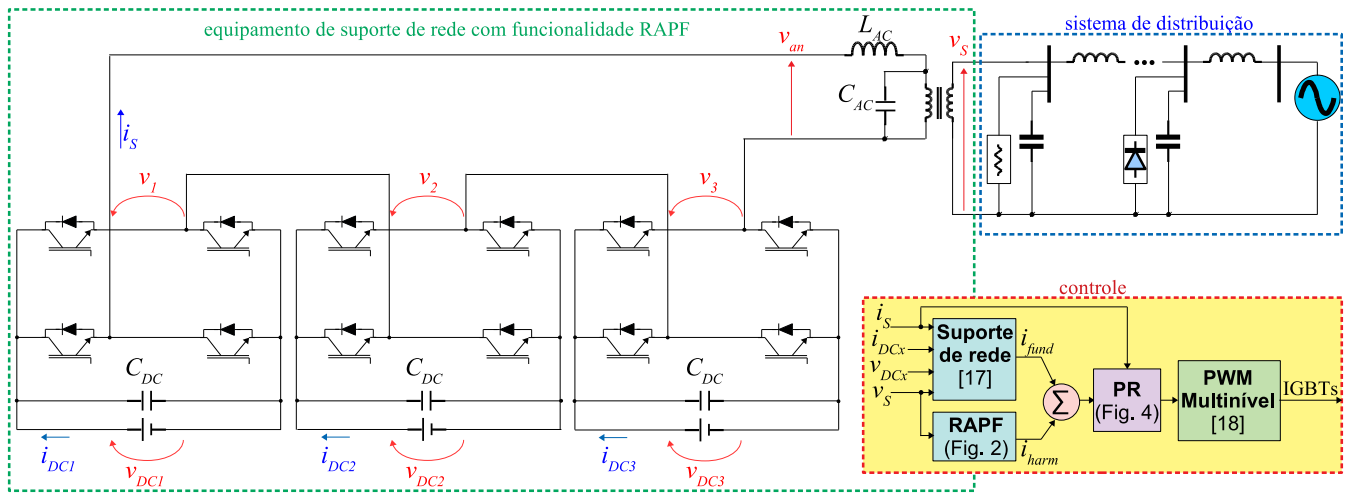 equipamento de suporte de rede com funcionalidade RAPF
sistema de distribuição
v_an
L_AC
v_S
C_AC
i_S
v_1
v_2
v_3
C_DC
C_DC
C_DC
i_DC1
v_DC1
i_DC2
v_DC2
i_DC3
v_DC3
controle
i_S
i_DCx
v_DCx
v_S
Suporte
de rede
[17]
i_fund
RAPF
(Fig. 2)
i_harm
Σ
PR
(Fig. 4)
PWM
Multinível
[18]
IGBTs